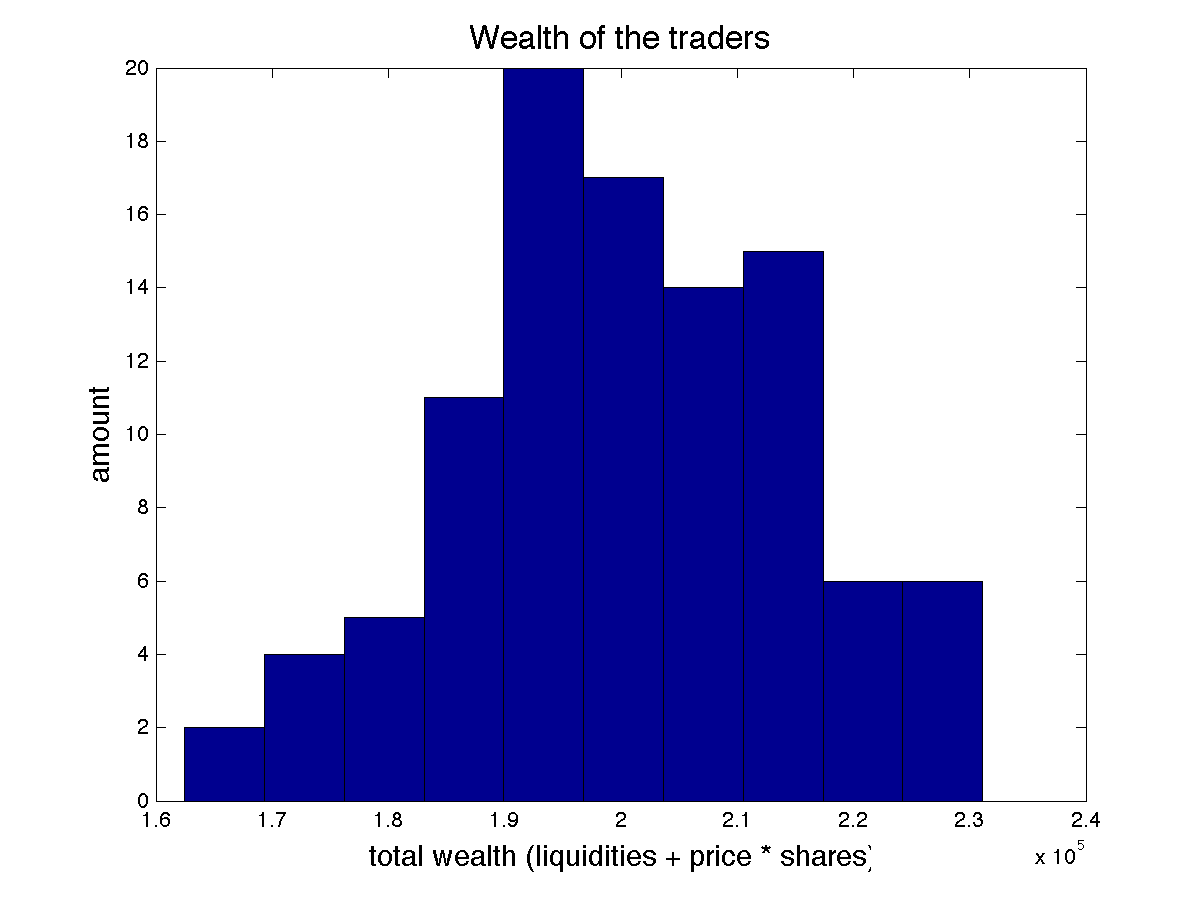 Wealth of the traders
20
18
16
14
12
10
8
6
4
2
0
amount
1.6 1.7 1.8 1.9 2 2.1 2.2 2.3 2.4
total wealth (liquidities + price * shares)
x 10^5